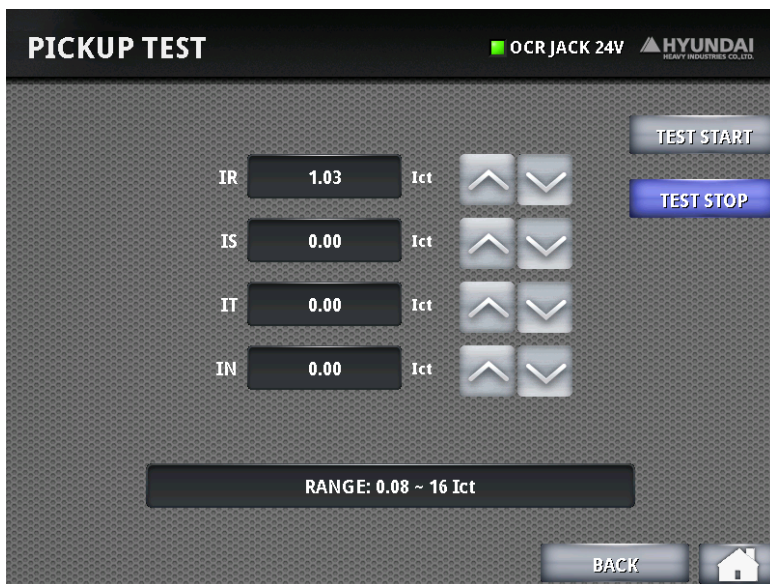 PICKUP TEST
OCR JACK 24V
HYUNDAI
HEAVY INDUSTRIES CO.,LTD.
TEST START
IR 1.03 Ict
TEST STOP
IS 0.00 Ict
IT 0.00 Ict
IN 0.00 Ict
RANGE: 0.08 ~ 16 Ict
BACK